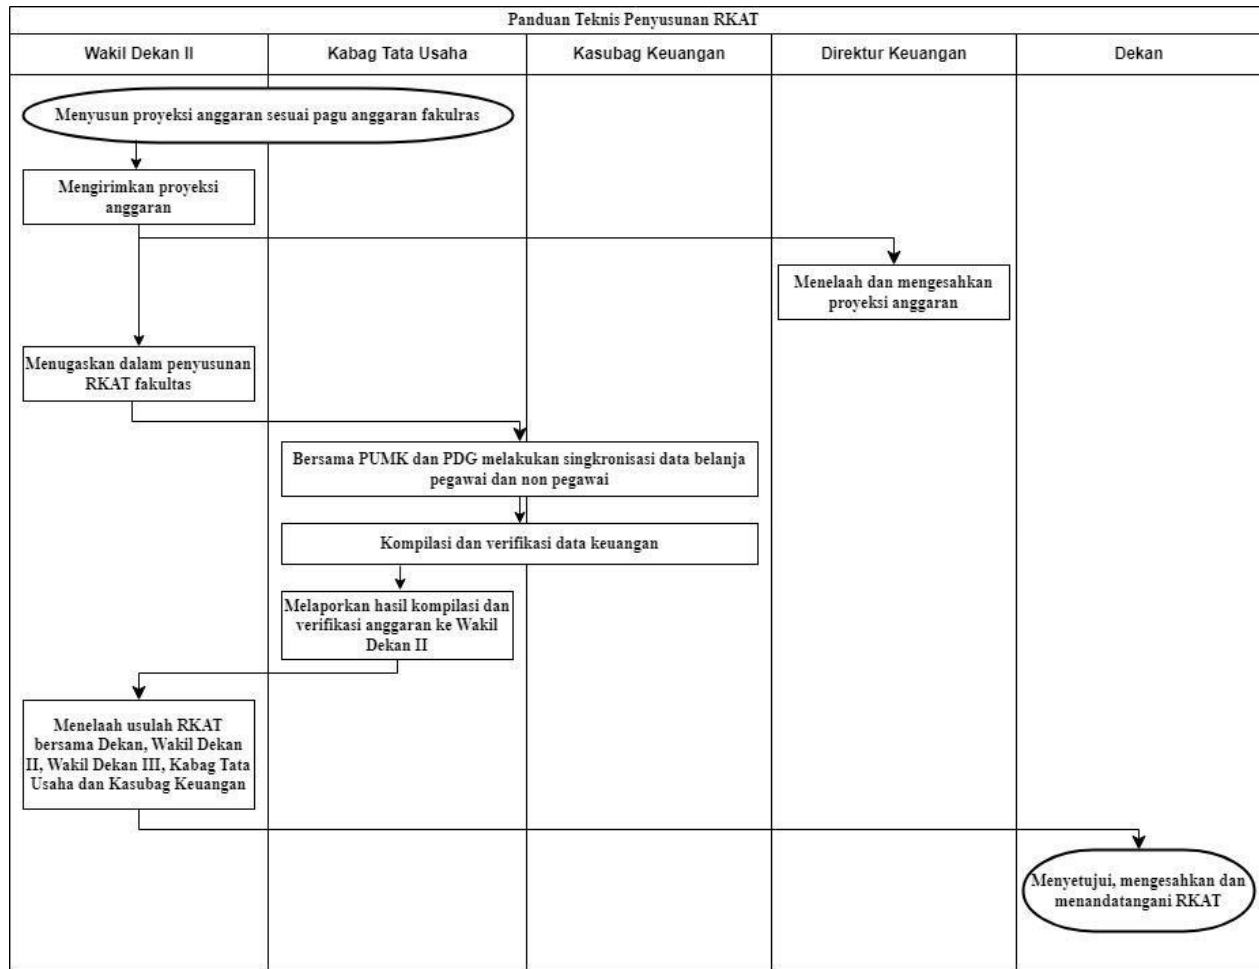 Panduan Teknis Penyusunan RKAT
Wakil Dekan II
Kabag Tata Usaha
Kasubag Keuangan
Direktur Keuangan
Dekan
Menyusun proyeksi anggaran sesuai pagu anggaran fakulras
Mengirimkan proyeksi
anggaran
Menelaah dan mengesahkan
proyeksi anggaran
Menugaskan dalam penyusunan
RKAT fakultas
Bersama PUMK dan PDG melakukan singkronisasi data belanja
pegawai dan non pegawai
Kompilasi dan verifikasi data keuangan
Melaporkan hasil kompilasi dan
verifikasi anggaran ke Wakil
Dekan II
Menelaah usulah RKAT
bersama Dekan, Wakil Dekan
II, Wakil Dekan III, Kabag Tata
Usaha dan Kasubag Keuangan
Menyetujui, mengesahkan dan
menandatangani RKAT